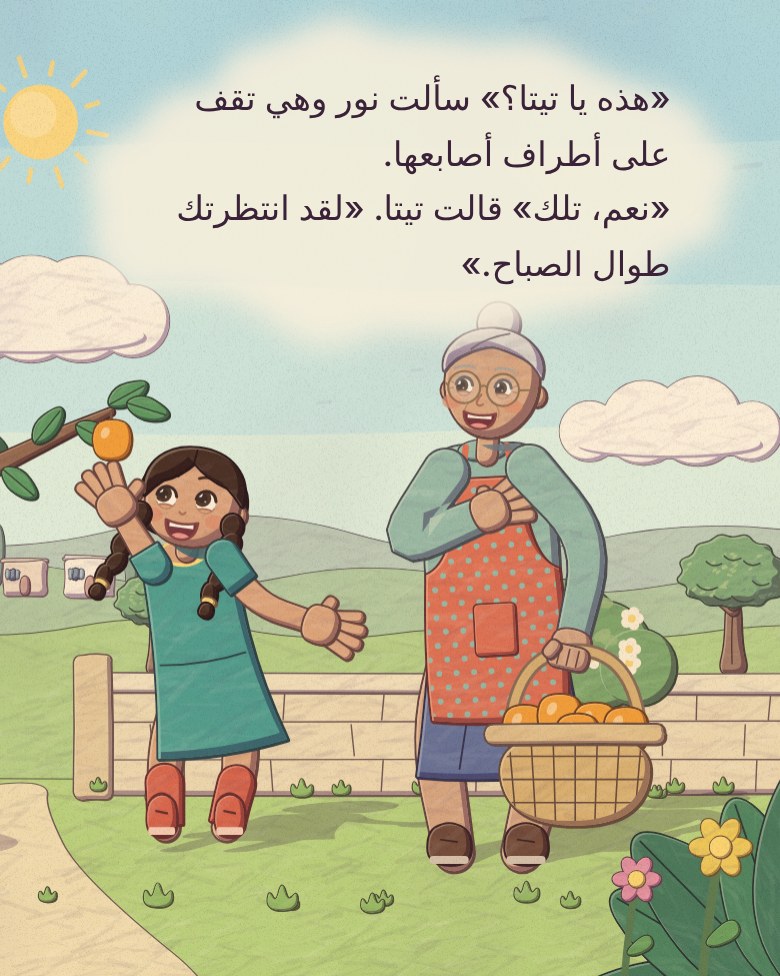 «هذه يا تيتا؟» سألت نور وهي تقف
على أطراف أصابعها.
«نعم، تلك» قالت تيتا. «لقد انتظرتك
طوال الصباح.»